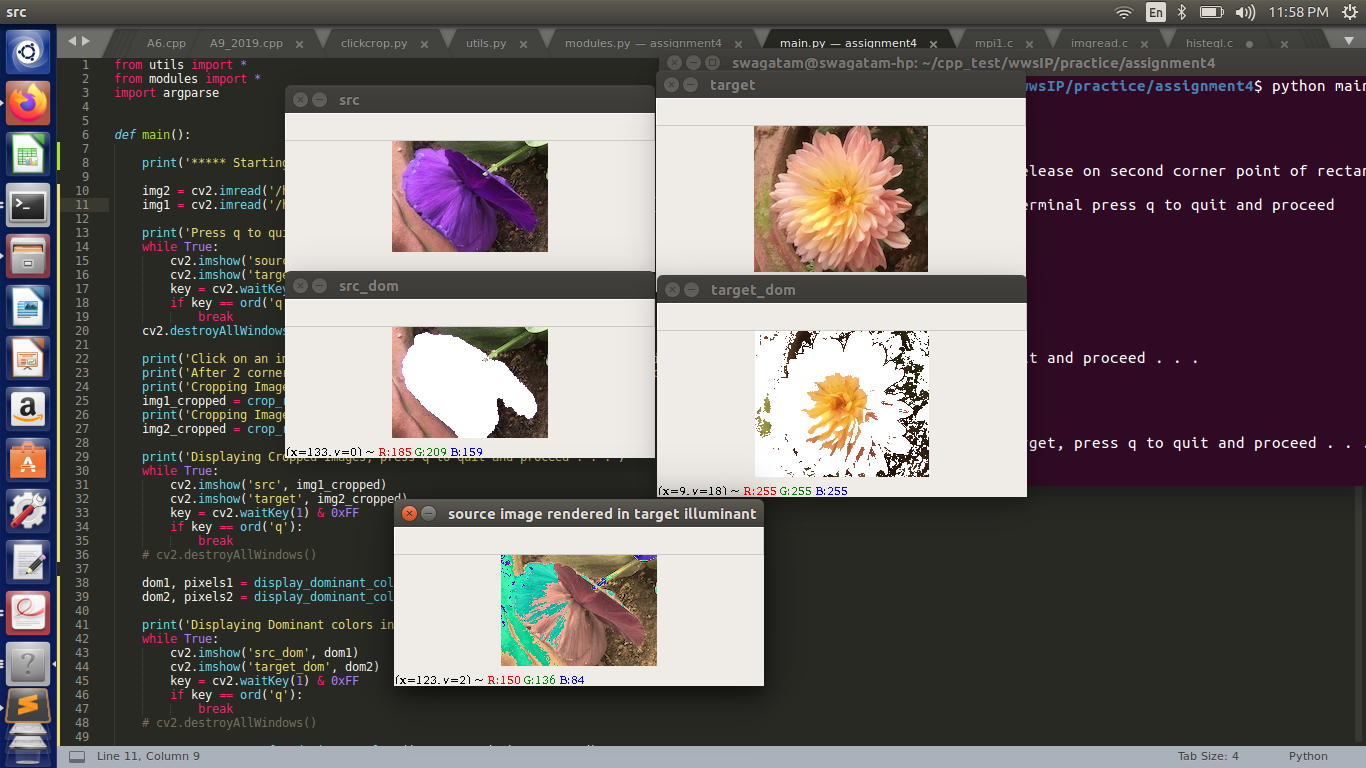 src
En
11:58 PM
A6.cpp
A9_2019.cpp
clickcrop.py
utils.py
modules.py — assignment4
main.py — assignment4
mpi1.c
imgread.c
histeql.c
swagatam@swagatam-hp: ~/cpp_test/wwsIP/practice/assignment4
wwsIP/practice/assignment4$ python main
elease on second corner point of rectan
erminal press q to quit and proceed
t and proceed . . .
get, press q to quit and proceed . . .
1 from utils import *
2 from modules import *
3 import argparse
4
5
6 def main():
7
8 print('***** Starting
9
10 img2 = cv2.imread('/h
11 img1 = cv2.imread('/h
12
13 print('Press q to qui
14 while True:
15 cv2.imshow('sourc
16 cv2.imshow('targe
17 key = cv2.waitKey
18 if key == ord('q
19 break
20 cv2.destroyAllWindows
21
22 print('Click on an im
23 print('After 2 corner
24 print('Cropping Image
25 img1_cropped = crop_r
26 print('Cropping Image
27 img2_cropped = crop_r
28
29 print('Displaying Cropped Images, press q to quit and proceed . . . ')
30 while True:
31 cv2.imshow('src', img1_cropped)
32 cv2.imshow('target', img2_cropped)
33 key = cv2.waitKey(1) & 0xFF
34 if key == ord('q'):
35 break
36 # cv2.destroyAllWindows()
37
38 dom1, pixels1 = display_dominant_col
39 dom2, pixels2 = display_dominant_col
40
41 print('Displaying Dominant colors in
42 while True:
43 cv2.imshow('src_dom', dom1)
44 cv2.imshow('target_dom', dom2)
45 key = cv2.waitKey(1) & 0xFF
46 if key == ord('q'):
47 break
48 # cv2.destroyAllWindows()
49
src
target
src_dom
(x=133, y=0) ~ R:185 G:209 B:159
target_dom
(x=9, y=18) ~ R:255 G:255 B:255
source image rendered in target illuminant
(x=123, y=2) ~ R:150 G:136 B:84
Line 11, Column 9
Tab Size: 4
Python